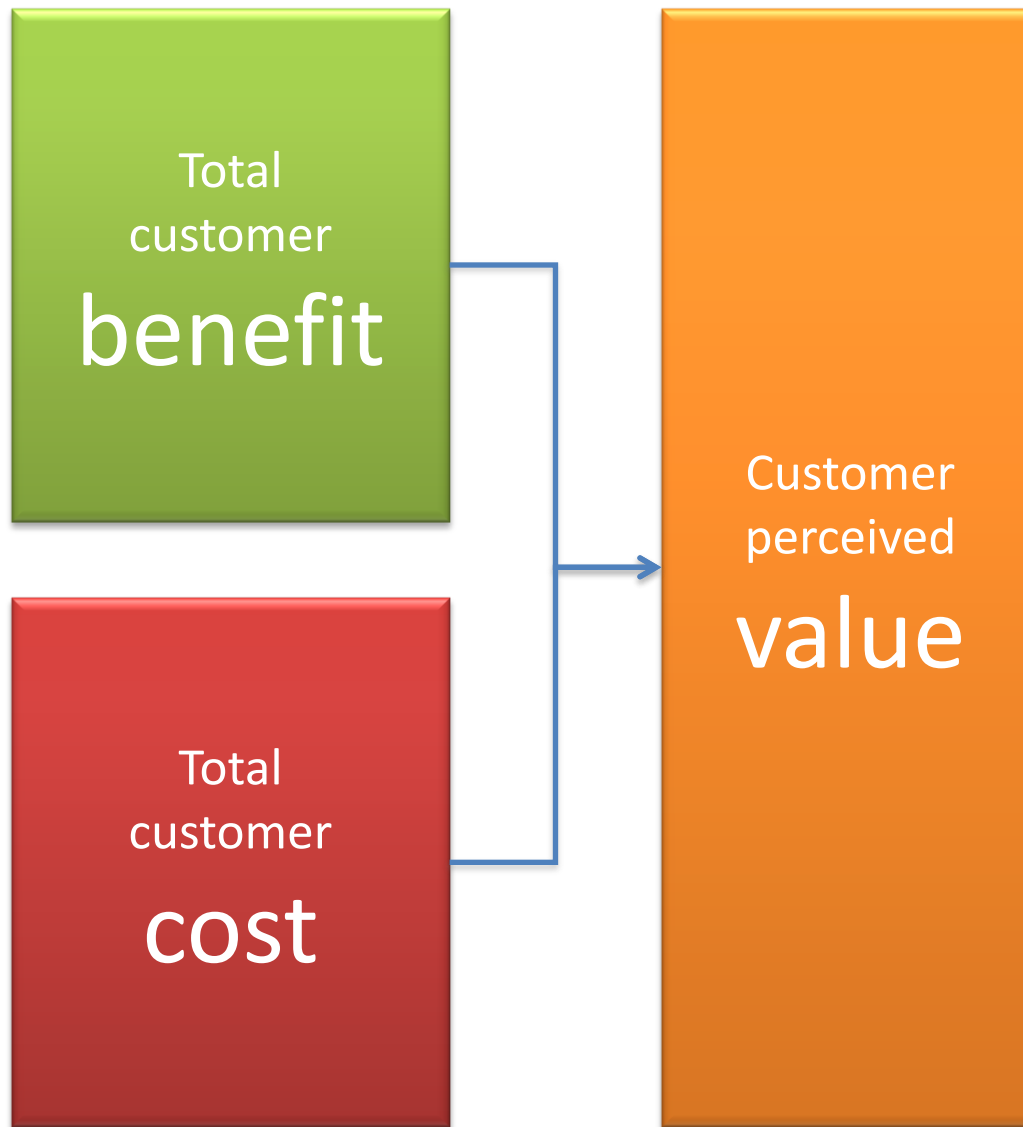 Total
customer
benefit
Total
customer
cost
Customer
perceived
value